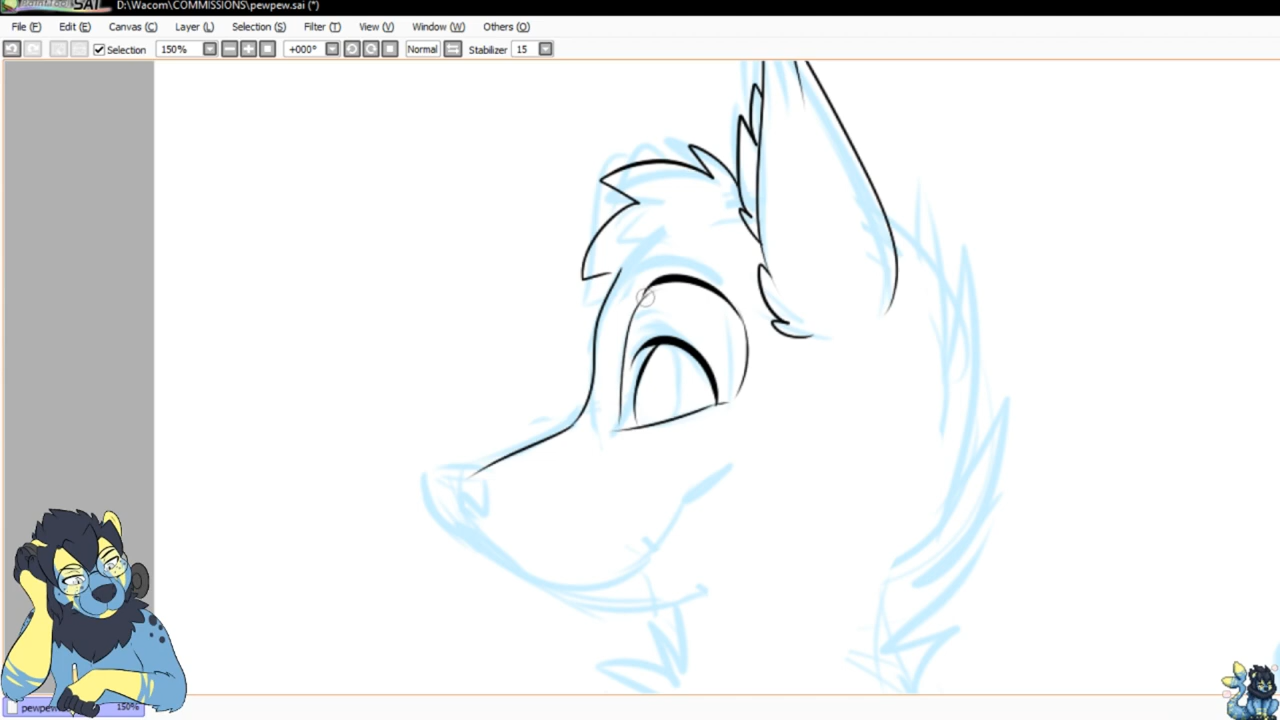 PaintTool SAI D:\Wacom\COMMISSIONS\pewpew.sai (*)
File (F) Edit (E) Canvas (C) Layer (L) Selection (S) Filter (T) View (V) Window (W) Others (O)
Selection 150% +000° Normal Stabilizer 15
pewpew 150%